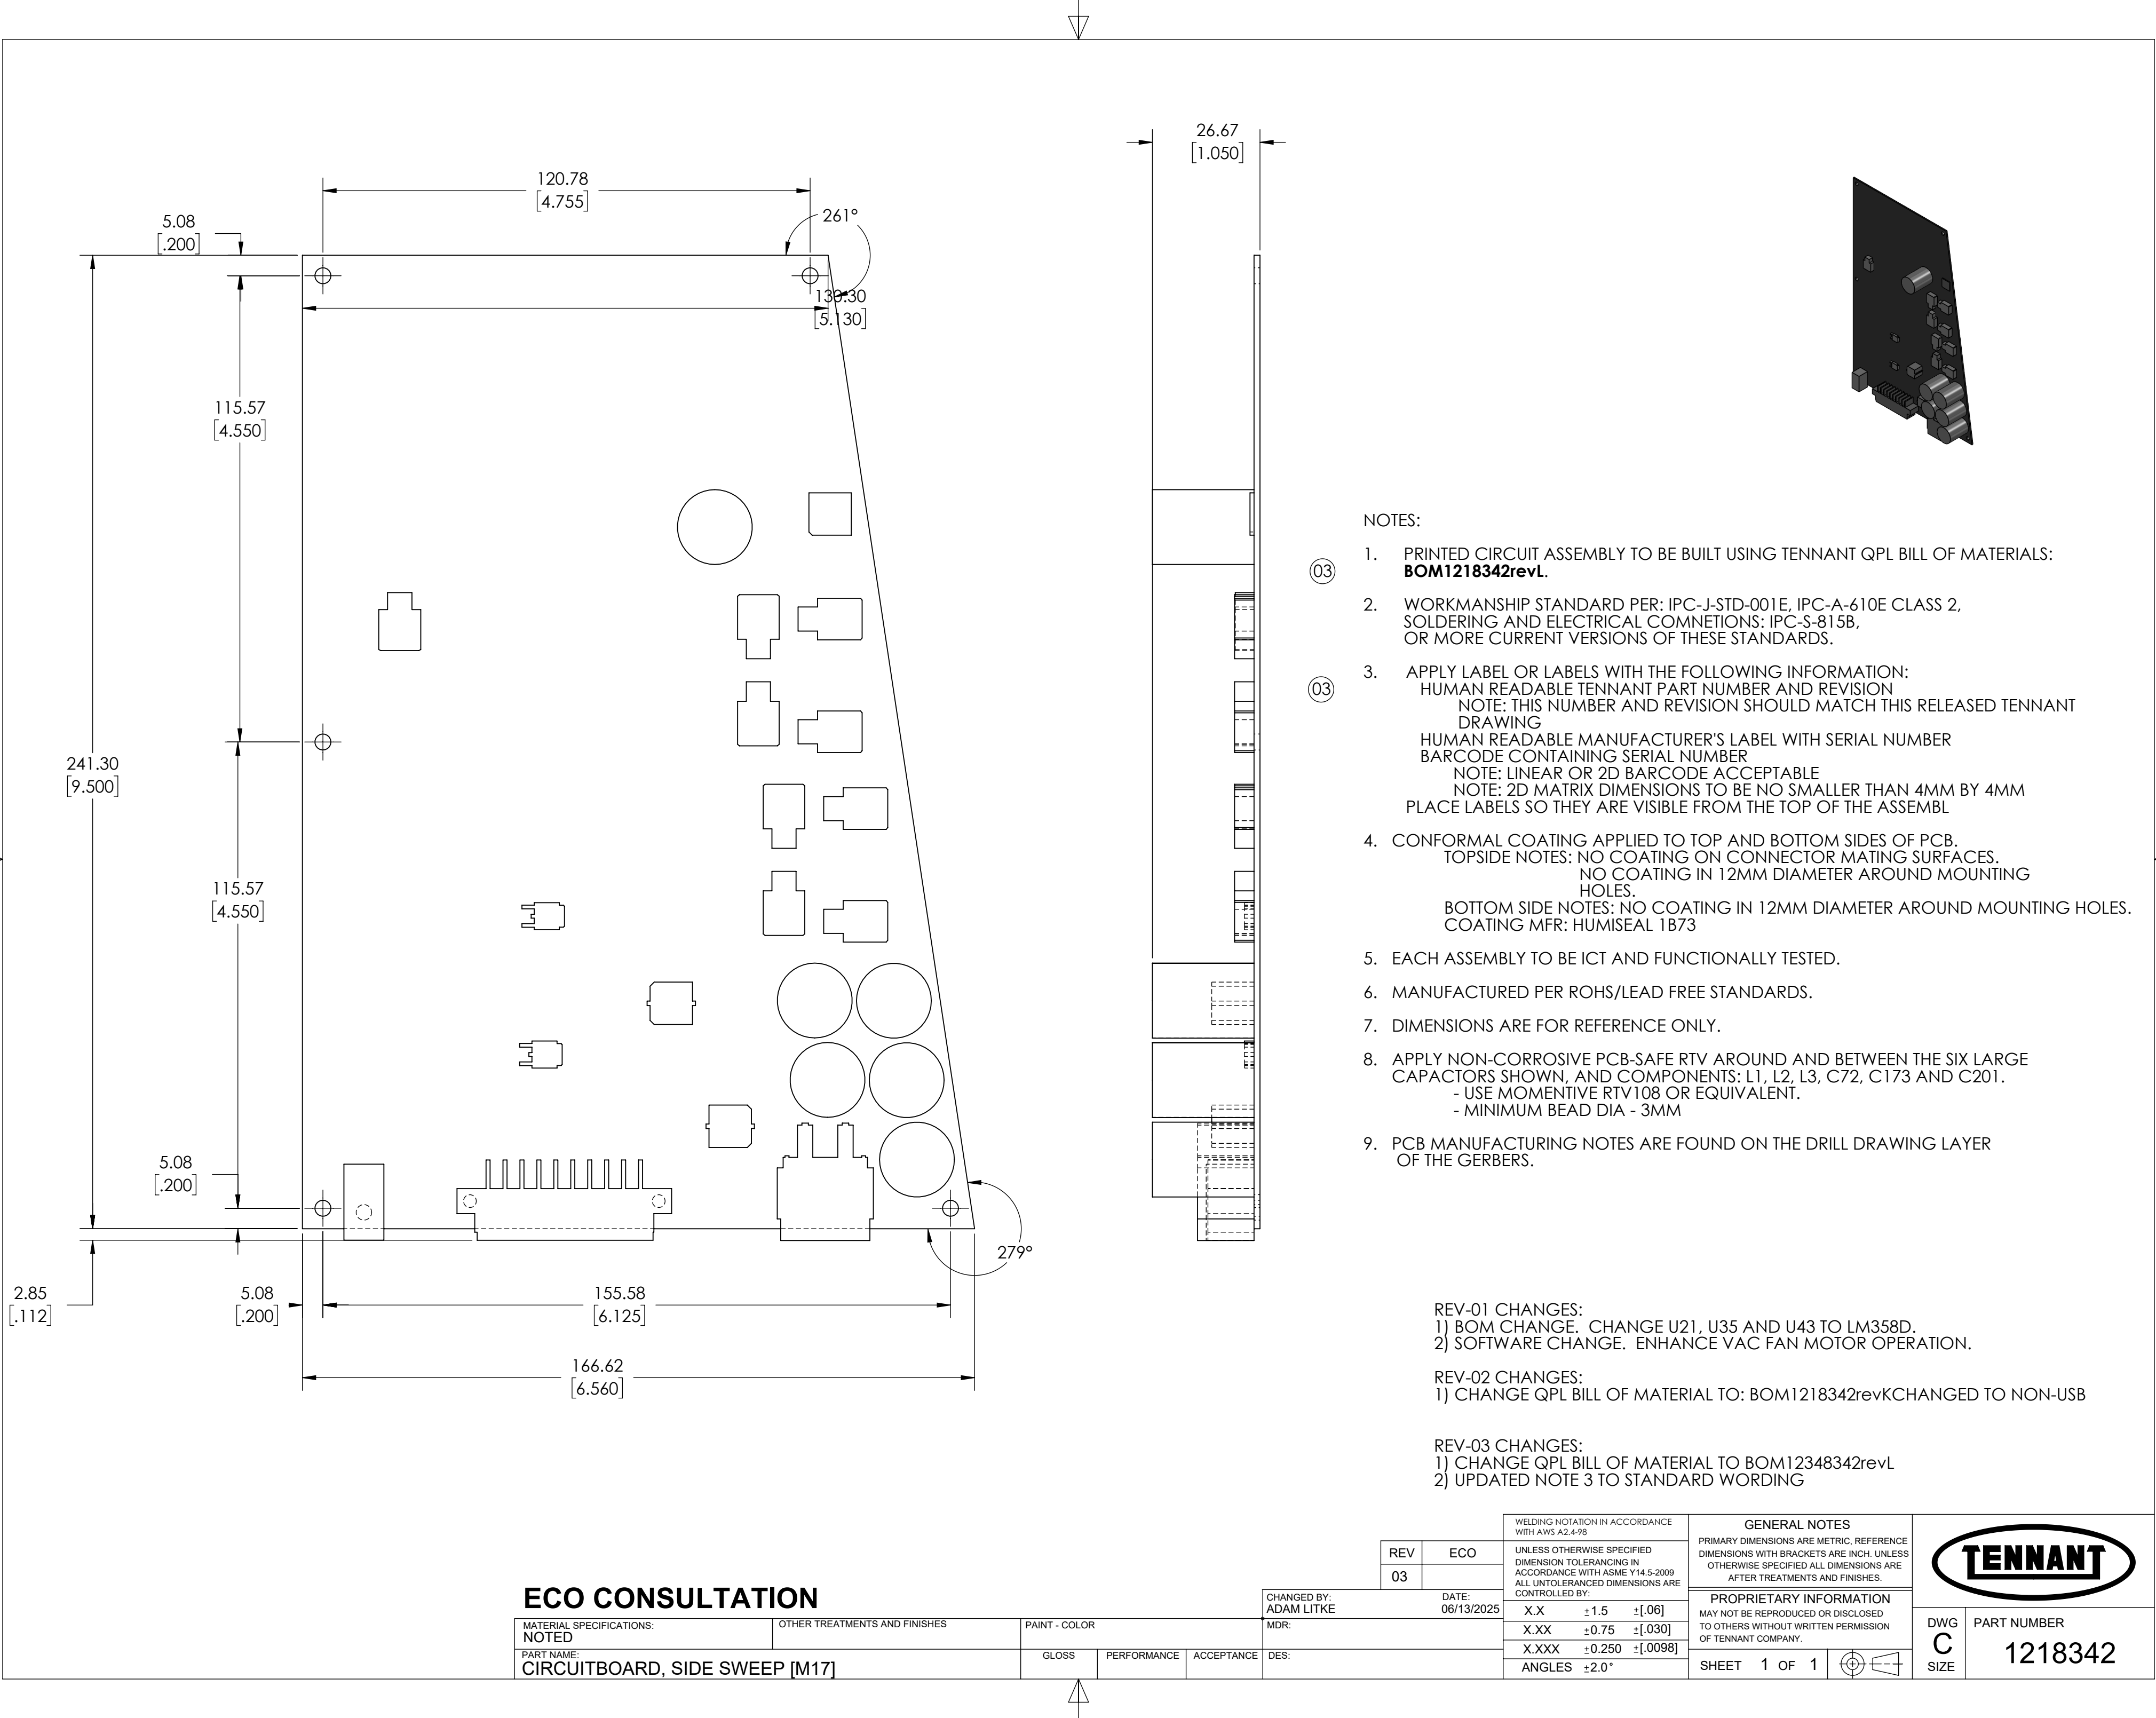 26.67
[1.050]
120.78
[4.755]
261°
5.08
[.200]
130.30
[5.130]
115.57
[4.550]
241.30
[9.500]
115.57
[4.550]
5.08
[.200]
279°
2.85
[.112]
5.08
[.200]
155.58
[6.125]
166.62
[6.560]
NOTES:
1. PRINTED CIRCUIT ASSEMBLY TO BE BUILT USING TENNANT QPL BILL OF MATERIALS:
03 BOM1218342revL.
2. WORKMANSHIP STANDARD PER: IPC-J-STD-001E, IPC-A-610E CLASS 2,
SOLDERING AND ELECTRICAL COMNETIONS: IPC-S-815B,
OR MORE CURRENT VERSIONS OF THESE STANDARDS.
3. APPLY LABEL OR LABELS WITH THE FOLLOWING INFORMATION:
03 HUMAN READABLE TENNANT PART NUMBER AND REVISION
NOTE: THIS NUMBER AND REVISION SHOULD MATCH THIS RELEASED TENNANT
DRAWING
HUMAN READABLE MANUFACTURER'S LABEL WITH SERIAL NUMBER
BARCODE CONTAINING SERIAL NUMBER
NOTE: LINEAR OR 2D BARCODE ACCEPTABLE
NOTE: 2D MATRIX DIMENSIONS TO BE NO SMALLER THAN 4MM BY 4MM
PLACE LABELS SO THEY ARE VISIBLE FROM THE TOP OF THE ASSEMBL
4. CONFORMAL COATING APPLIED TO TOP AND BOTTOM SIDES OF PCB.
TOPSIDE NOTES: NO COATING ON CONNECTOR MATING SURFACES.
NO COATING IN 12MM DIAMETER AROUND MOUNTING
HOLES.
BOTTOM SIDE NOTES: NO COATING IN 12MM DIAMETER AROUND MOUNTING HOLES.
COATING MFR: HUMISEAL 1B73
5. EACH ASSEMBLY TO BE ICT AND FUNCTIONALLY TESTED.
6. MANUFACTURED PER ROHS/LEAD FREE STANDARDS.
7. DIMENSIONS ARE FOR REFERENCE ONLY.
8. APPLY NON-CORROSIVE PCB-SAFE RTV AROUND AND BETWEEN THE SIX LARGE
CAPACTORS SHOWN, AND COMPONENTS: L1, L2, L3, C72, C173 AND C201.
- USE MOMENTIVE RTV108 OR EQUIVALENT.
- MINIMUM BEAD DIA - 3MM
9. PCB MANUFACTURING NOTES ARE FOUND ON THE DRILL DRAWING LAYER
OF THE GERBERS.
REV-01 CHANGES:
1) BOM CHANGE. CHANGE U21, U35 AND U43 TO LM358D.
2) SOFTWARE CHANGE. ENHANCE VAC FAN MOTOR OPERATION.
REV-02 CHANGES:
1) CHANGE QPL BILL OF MATERIAL TO: BOM1218342revKCHANGED TO NON-USB
REV-03 CHANGES:
1) CHANGE QPL BILL OF MATERIAL TO BOM12348342revL
2) UPDATED NOTE 3 TO STANDARD WORDING
ECO CONSULTATION
MATERIAL SPECIFICATIONS:
NOTED
OTHER TREATMENTS AND FINISHES
PAINT - COLOR
PART NAME:
CIRCUITBOARD, SIDE SWEEP [M17]
GLOSS PERFORMANCE ACCEPTANCE
REV ECO
03
CHANGED BY:
ADAM LITKE
DATE:
06/13/2025
MDR:
DES:
WELDING NOTATION IN ACCORDANCE
WITH AWS A2.4-98
UNLESS OTHERWISE SPECIFIED
DIMENSION TOLERANCING IN
ACCORDANCE WITH ASME Y14.5-2009
ALL UNTOLERANCED DIMENSIONS ARE
CONTROLLED BY:
X.X ±1.5 ±[.06]
X.XX ±0.75 ±[.030]
X.XXX ±0.250 ±[.0098]
ANGLES ±2.0°
GENERAL NOTES
PRIMARY DIMENSIONS ARE METRIC, REFERENCE
DIMENSIONS WITH BRACKETS ARE INCH. UNLESS
OTHERWISE SPECIFIED ALL DIMENSIONS ARE
AFTER TREATMENTS AND FINISHES.
PROPRIETARY INFORMATION
MAY NOT BE REPRODUCED OR DISCLOSED
TO OTHERS WITHOUT WRITTEN PERMISSION
OF TENNANT COMPANY.
SHEET 1 OF 1
TENNANT
DWG
C
SIZE
PART NUMBER
1218342